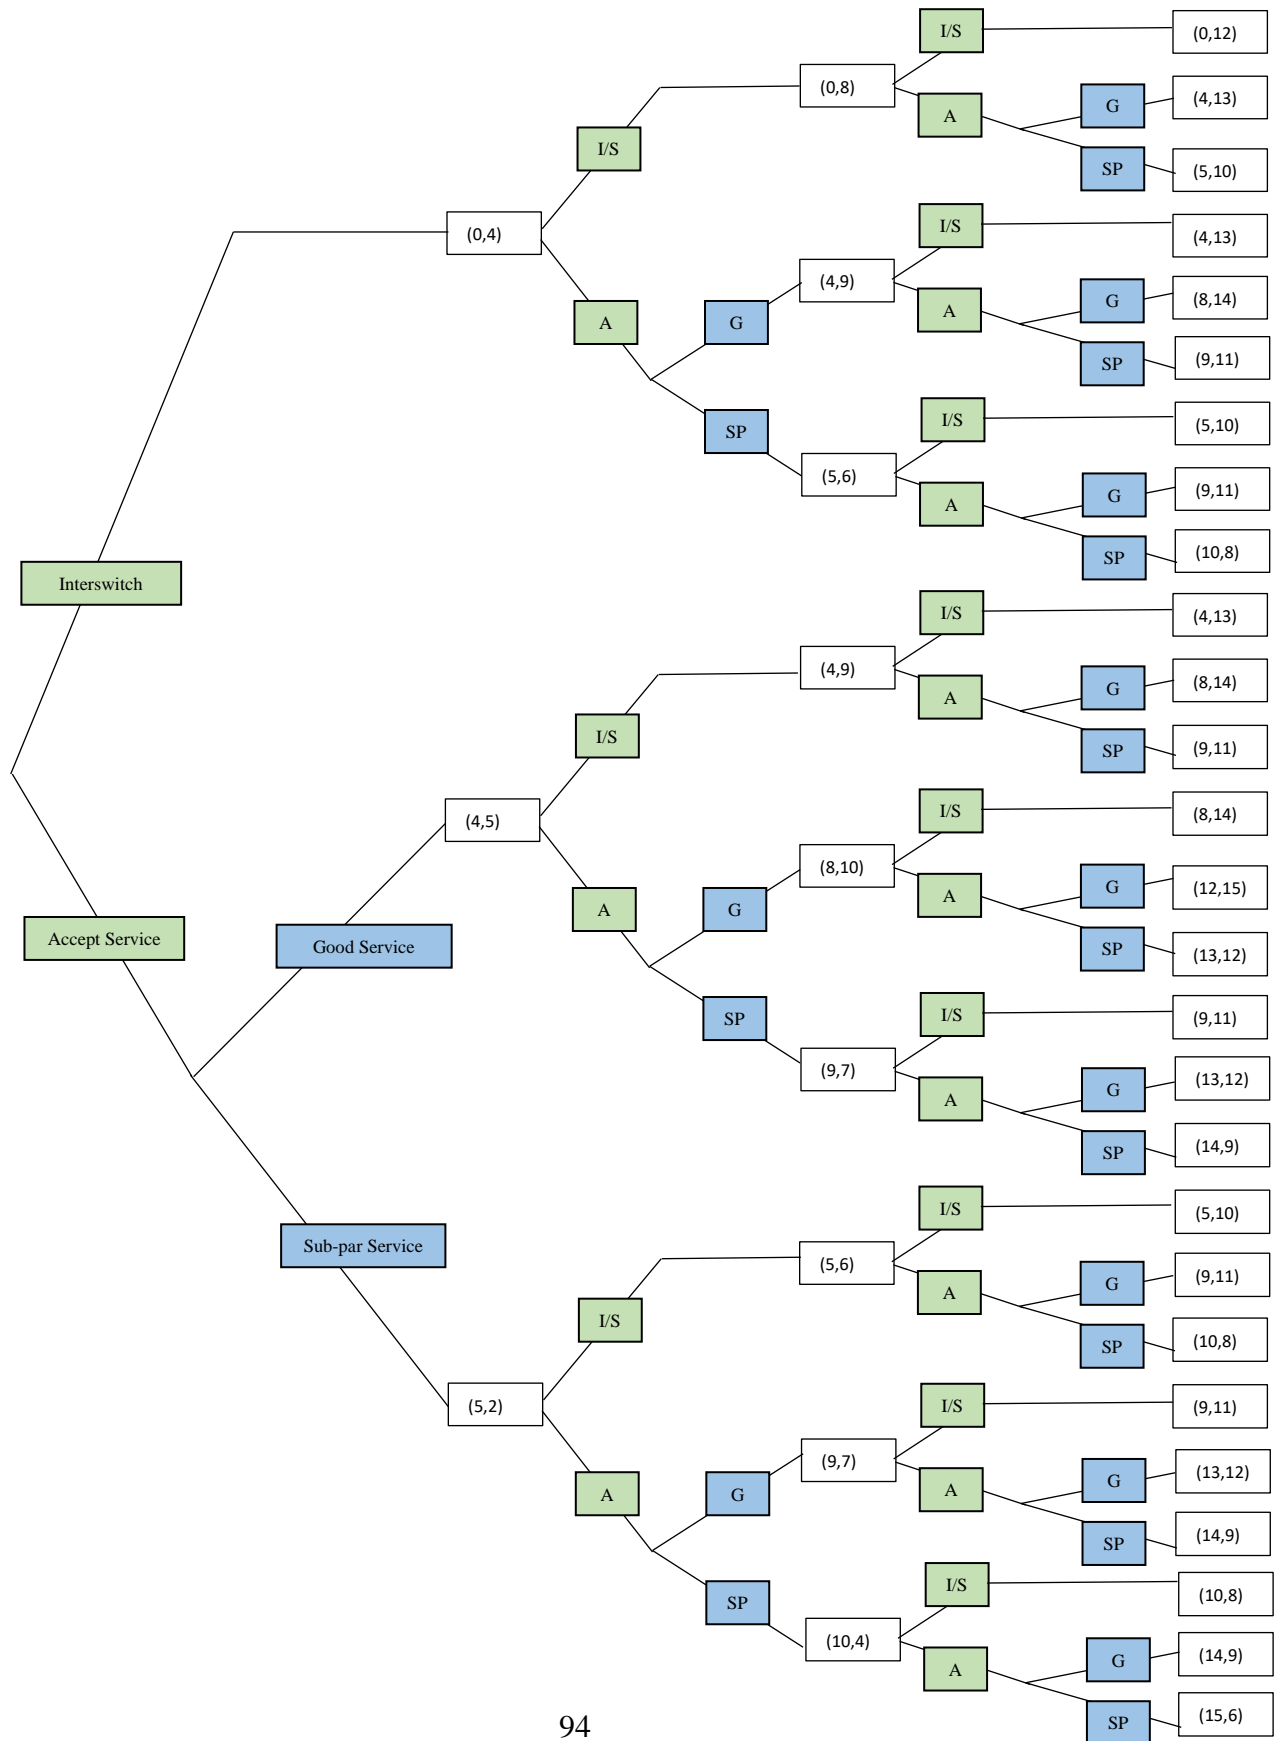 I/S
(0,12)
(0,8)
G
(4,13)
A
I/S
SP
(5,10)
(0,4)
I/S
(4,13)
(4,9)
A
G
A
G
(8,14)
SP
(9,11)
SP
I/S
(5,10)
(5,6)
A
G
(9,11)
SP
(10,8)
Interswitch
I/S
(4,13)
(4,9)
A
G
(8,14)
I/S
SP
(9,11)
(4,5)
I/S
(8,14)
(8,10)
A
G
A
G
(12,15)
Accept Service
Good Service
SP
(13,12)
SP
I/S
(9,11)
(9,7)
A
G
(13,12)
SP
(14,9)
Sub-par Service
I/S
(5,10)
(5,6)
A
G
(9,11)
I/S
SP
(10,8)
(5,2)
I/S
(9,11)
(9,7)
A
G
A
G
(13,12)
SP
(14,9)
SP
I/S
(10,8)
(10,4)
A
G
(14,9)
SP
(15,6)
94